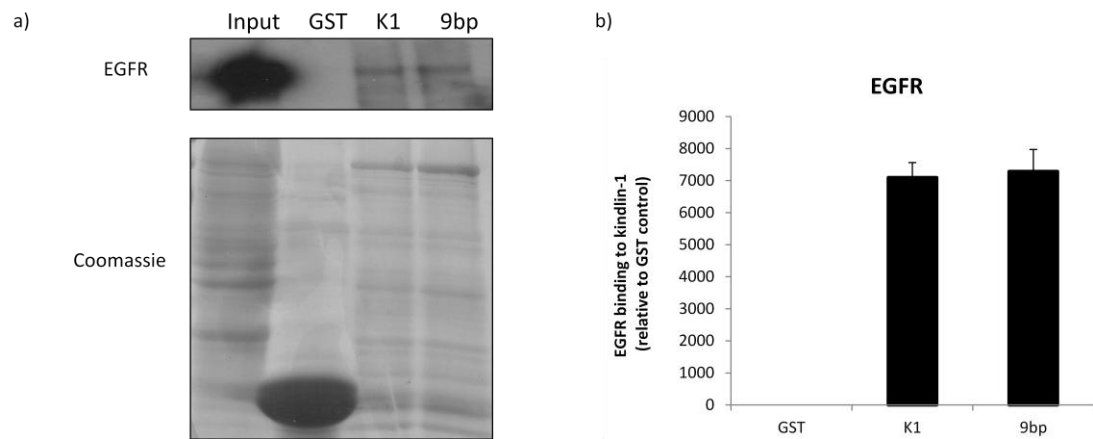 a)
Input GST K1 9bp
EGFR
Coomassie
b)
EGFR
EGFR binding to kindlin-1
(relative to GST control)
9000
8000
7000
6000
5000
4000
3000
2000
1000
0
GST K1 9bp